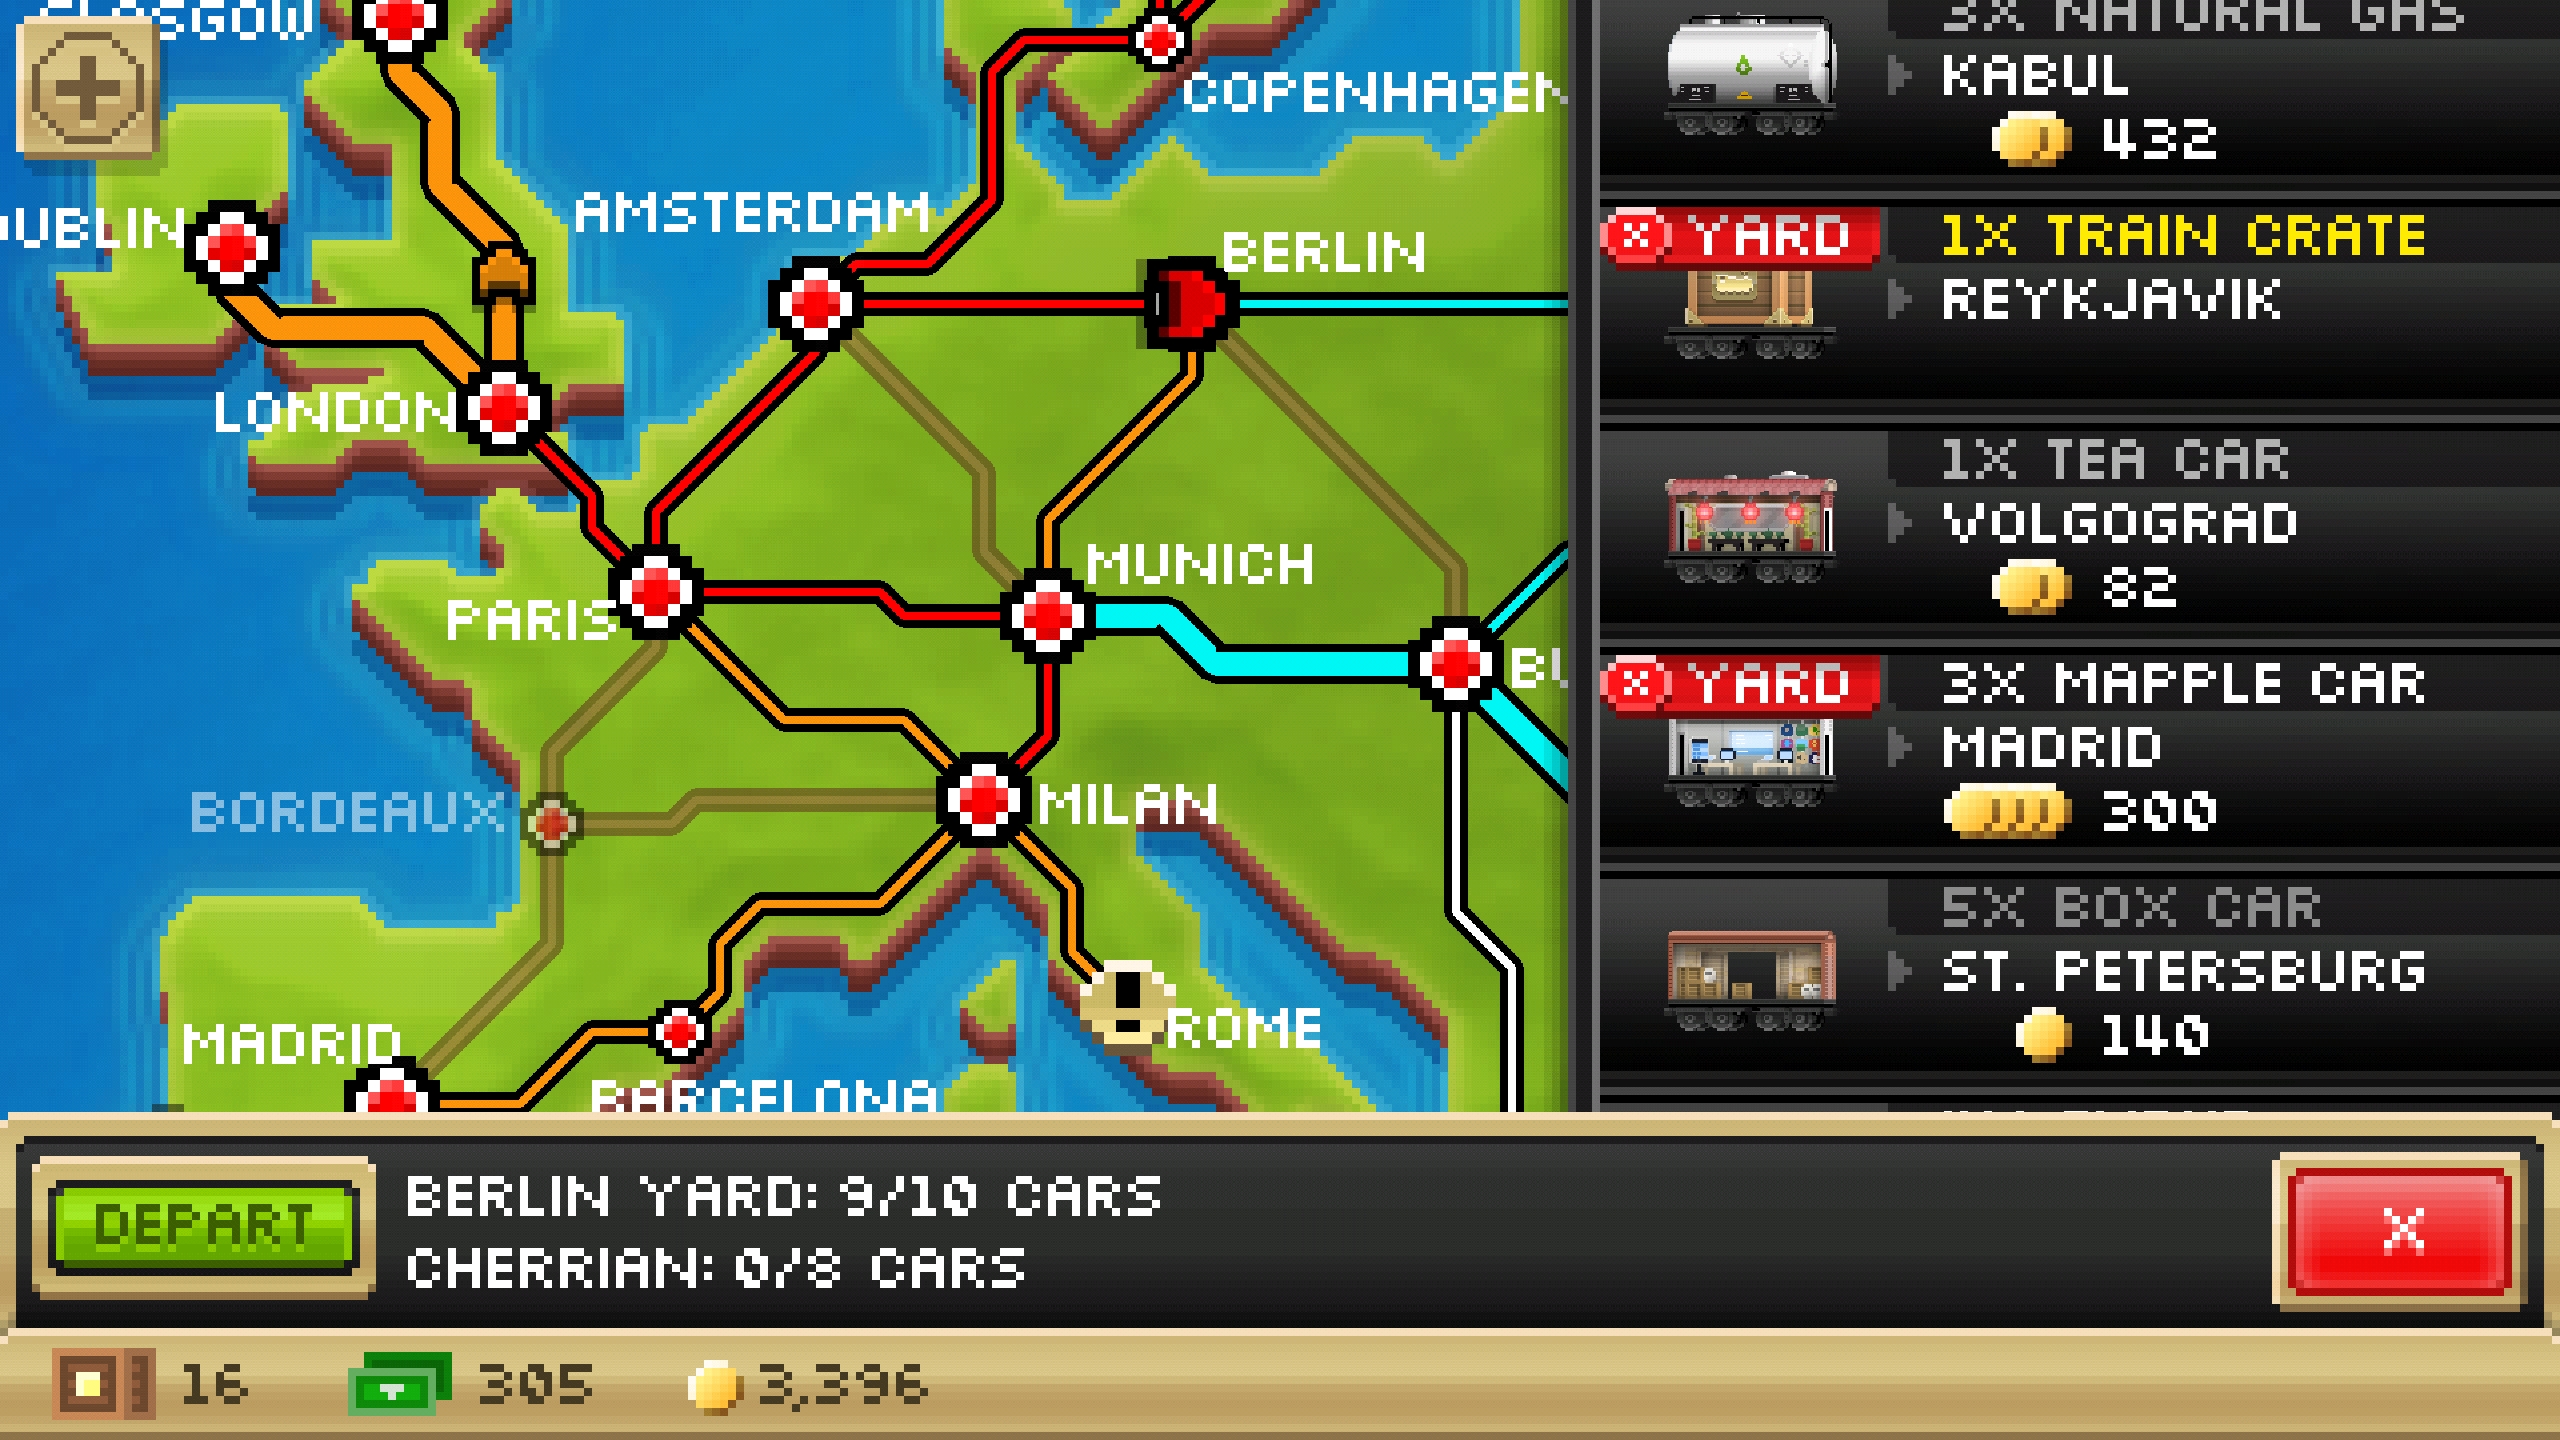 GLASGOW
COPENHAGEN
AMSTERDAM
DUBLIN
BERLIN
LONDON
MUNICH
PARIS
BU
BORDEAUX
MILAN
ROME
MADRID
BARCELONA
3X NATURAL GAS
KABUL
432
YARD
1X TRAIN CRATE
REYKJAVIK
1X TEA CAR
VOLGOGRAD
82
YARD
3X MAPPLE CAR
MADRID
300
5X BOX CAR
ST. PETERSBURG
140
DEPART
BERLIN YARD: 9/10 CARS
CHERRIAN: 0/8 CARS
X
16
305
3,396